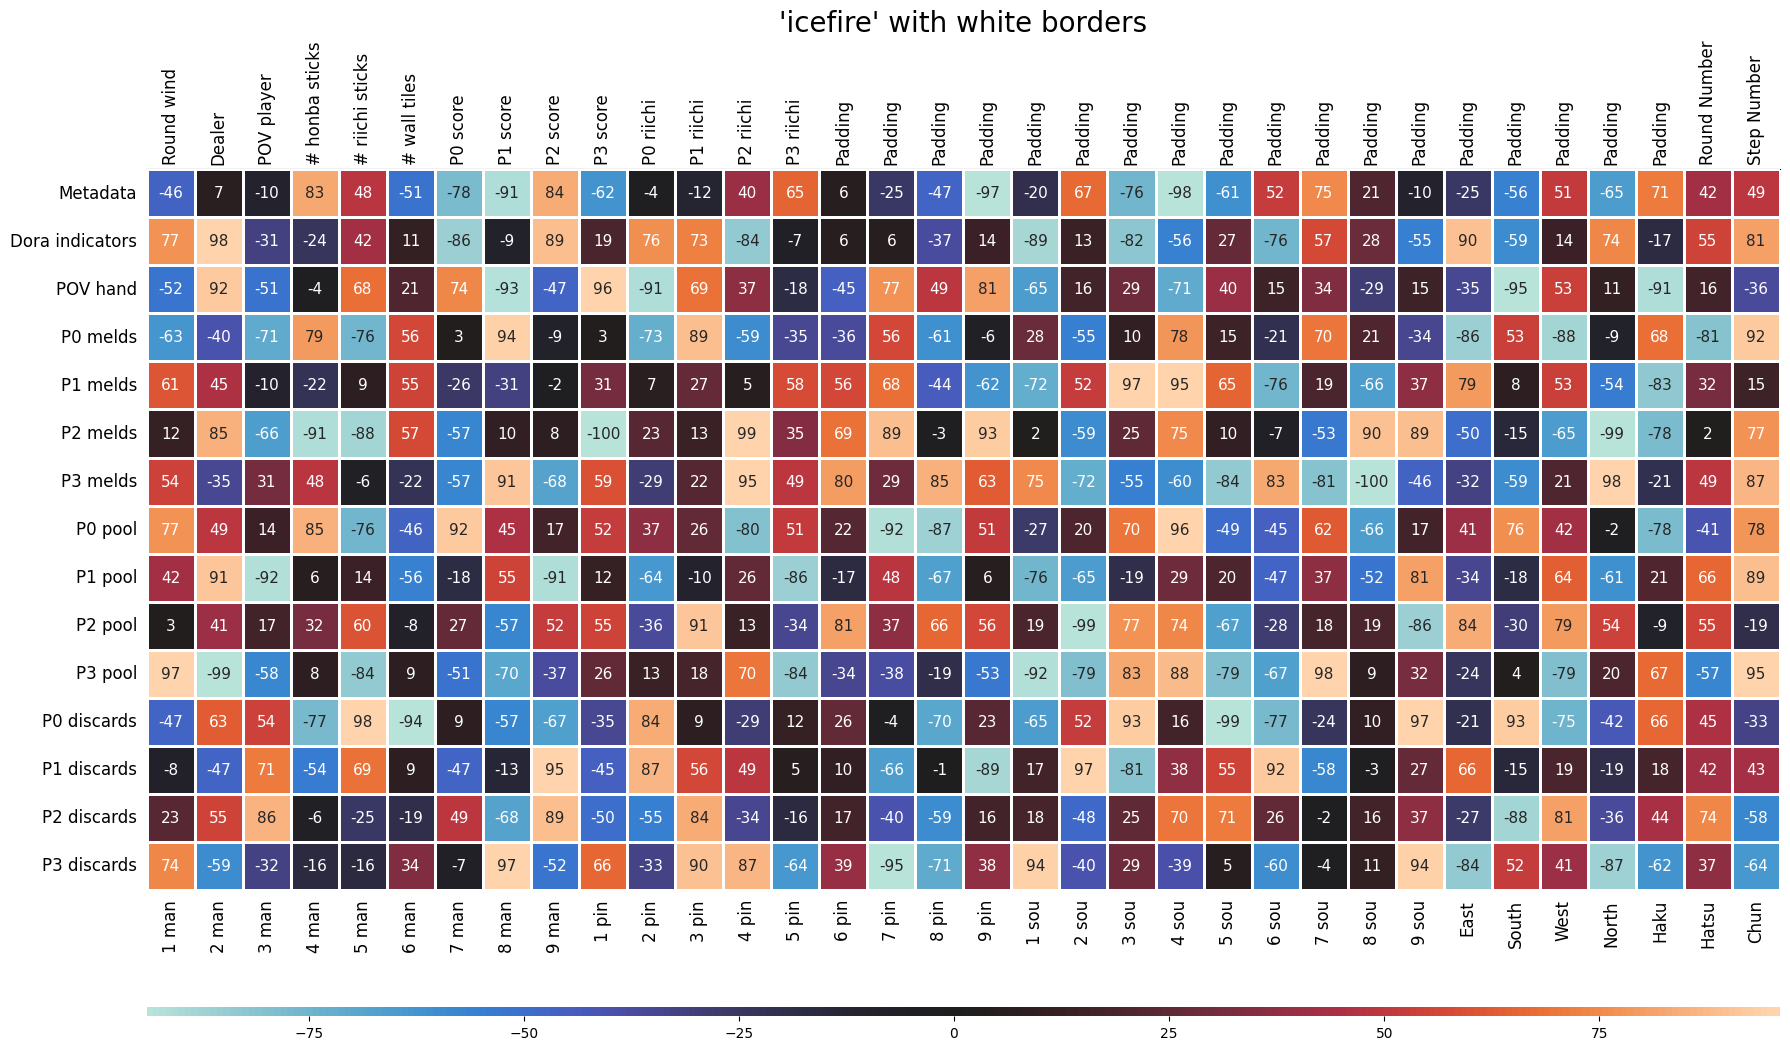 'icefire' with white borders
Round wind Dealer POV player # honba sticks # riichi sticks # wall tiles P0 score P1 score P2 score P3 score P0 riichi P1 riichi P2 riichi P3 riichi Padding Padding Padding Padding Padding Padding Padding Padding Padding Padding Padding Padding Padding Padding Padding Padding Padding Padding Round Number Step Number
Metadata -46 7 -10 83 48 -51 -78 -91 84 -62 -4 -12 40 65 6 -25 -47 -97 -20 67 -76 -98 -61 52 75 21 -10 -25 -56 51 -65 71 42 49
Dora indicators 77 98 -31 -24 42 11 -86 -9 89 19 76 73 -84 -7 6 6 -37 14 -89 13 -82 -56 27 -76 57 28 -55 90 -59 14 74 -17 55 81
POV hand -52 92 -51 -4 68 21 74 -93 -47 96 -91 69 37 -18 -45 77 49 81 -65 16 29 -71 40 15 34 -29 15 -35 -95 53 11 -91 16 -36
P0 melds -63 -40 -71 79 -76 56 3 94 -9 3 -73 89 -59 -35 -36 56 -61 -6 28 -55 10 78 15 -21 70 21 -34 -86 53 -88 -9 68 -81 92
P1 melds 61 45 -10 -22 9 55 -26 -31 -2 31 7 27 5 58 56 68 -44 -62 -72 52 97 95 65 -76 19 -66 37 79 8 53 -54 -83 32 15
P2 melds 12 85 -66 -91 -88 57 -57 10 8 -100 23 13 99 35 69 89 -3 93 2 -59 25 75 10 -7 -53 90 89 -50 -15 -65 -99 -78 2 77
P3 melds 54 -35 31 48 -6 -22 -57 91 -68 59 -29 22 95 49 80 29 85 63 75 -72 -55 -60 -84 83 -81 -100 -46 -32 -59 21 98 -21 49 87
P0 pool 77 49 14 85 -76 -46 92 45 17 52 37 26 -80 51 22 -92 -87 51 -27 20 70 96 -49 -45 62 -66 17 41 76 42 -2 -78 -41 78
P1 pool 42 91 -92 6 14 -56 -18 55 -91 12 -64 -10 26 -86 -17 48 -67 6 -76 -65 -19 29 20 -47 37 -52 81 -34 -18 64 -61 21 66 89
P2 pool 3 41 17 32 60 -8 27 -57 52 55 -36 91 13 -34 81 37 66 56 19 -99 77 74 -67 -28 18 19 -86 84 -30 79 54 -9 55 -19
P3 pool 97 -99 -58 8 -84 9 -51 -70 -37 26 13 18 70 -84 -34 -38 -19 -53 -92 -79 83 88 -79 -67 98 9 32 -24 4 -79 20 67 -57 95
P0 discards -47 63 54 -77 98 -94 9 -57 -67 -35 84 9 -29 12 26 -4 -70 23 -65 52 93 16 -99 -77 -24 10 97 -21 93 -75 -42 66 45 -33
P1 discards -8 -47 71 -54 69 9 -47 -13 95 -45 87 56 49 5 10 -66 -1 -89 17 97 -81 38 55 92 -58 -3 27 66 -15 19 -19 18 42 43
P2 discards 23 55 86 -6 -25 -19 49 -68 89 -50 -55 84 -34 -16 17 -40 -59 16 18 -48 25 70 71 26 -2 16 37 -27 -88 81 -36 44 74 -58
P3 discards 74 -59 -32 -16 -16 34 -7 97 -52 66 -33 90 87 -64 39 -95 -71 38 94 -40 29 -39 5 -60 -4 11 94 -84 52 41 -87 -62 37 -64
1 man 2 man 3 man 4 man 5 man 6 man 7 man 8 man 9 man 1 pin 2 pin 3 pin 4 pin 5 pin 6 pin 7 pin 8 pin 9 pin 1 sou 2 sou 3 sou 4 sou 5 sou 6 sou 7 sou 8 sou 9 sou East South West North Haku Hatsu Chun
−75 −50 −25 0 25 50 75